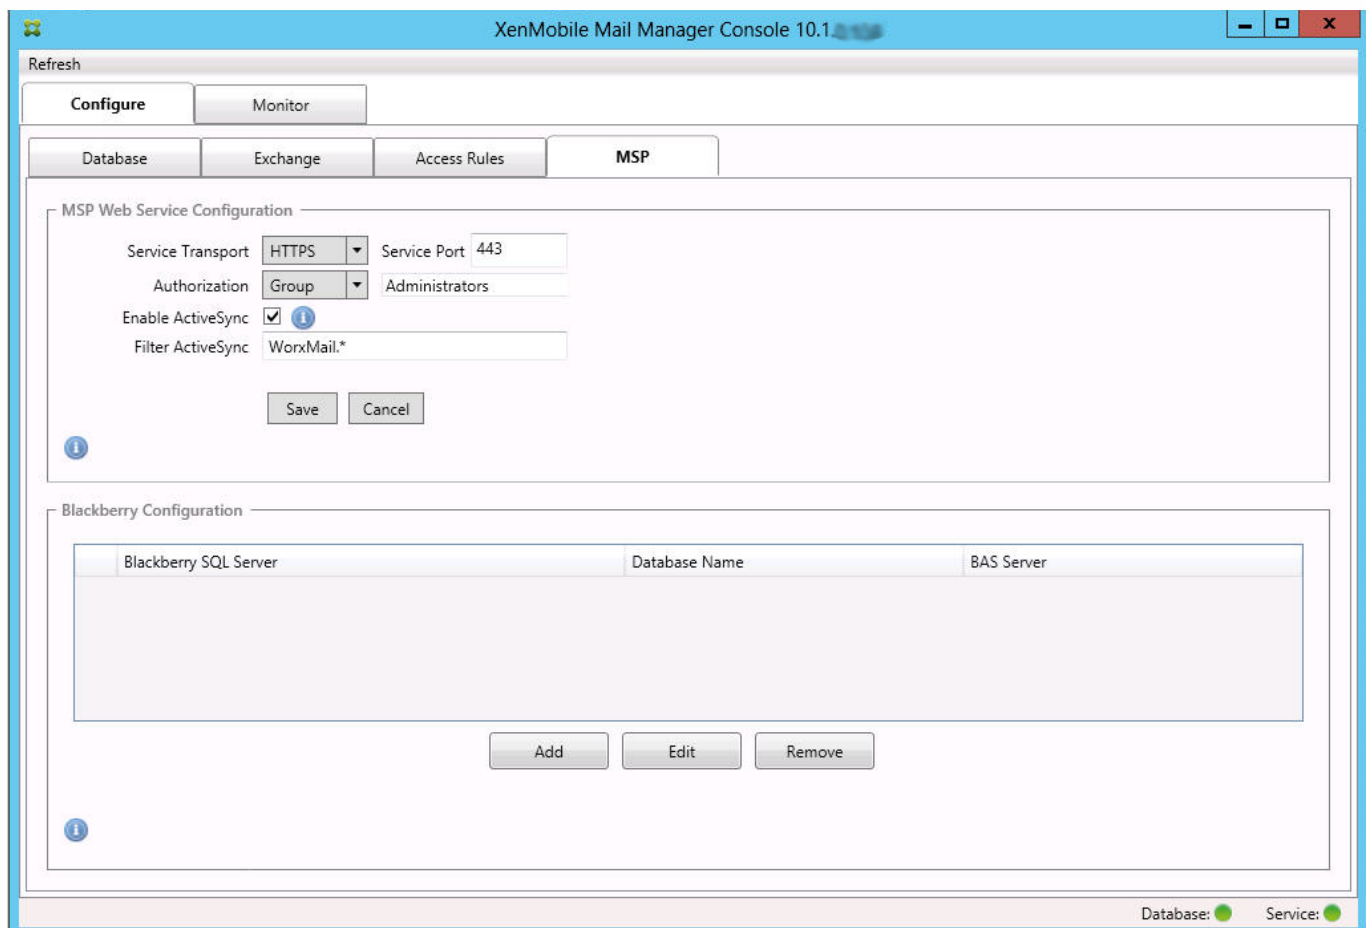 XenMobile Mail Manager Console 10.1.
Refresh
Configure Monitor
Database Exchange Access Rules MSP
MSP Web Service Configuration
Service Transport HTTPS Service Port 443
Authorization Group Administrators
Enable ActiveSync
Filter ActiveSync WorxMail.*
Save Cancel
Blackberry Configuration
Blackberry SQL Server Database Name BAS Server
Add Edit Remove
Database: Service: